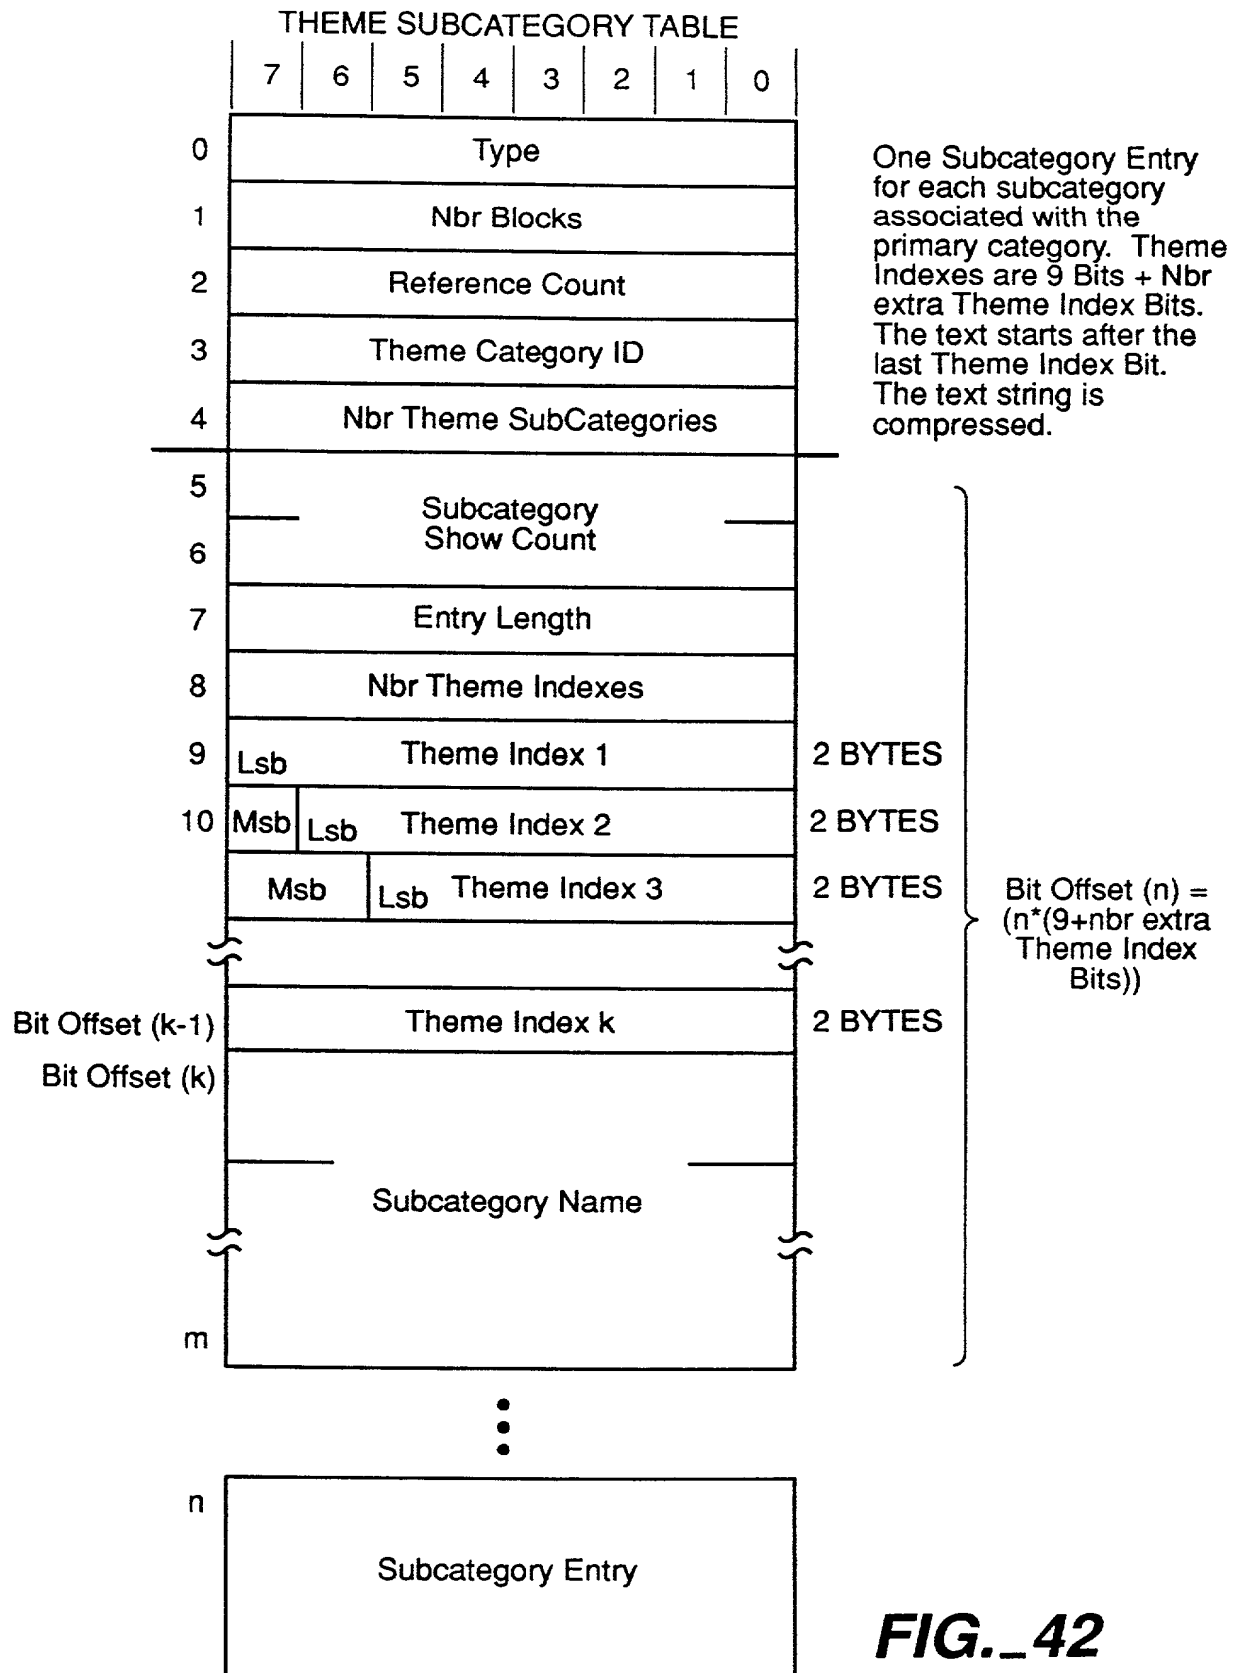 THEME SUBCATEGORY TABLE
7 6 5 4 3 2 1 0
0 Type
1 Nbr Blocks
2 Reference Count
3 Theme Category ID
4 Nbr Theme SubCategories
One Subcategory Entry
for each subcategory
associated with the
primary category. Theme
Indexes are 9 Bits + Nbr
extra Theme Index Bits.
The text starts after the
last Theme Index Bit.
The text string is
compressed.
5
Subcategory
Show Count
6
7 Entry Length
8 Nbr Theme Indexes
9 Lsb Theme Index 1 2 BYTES
10 Msb Lsb Theme Index 2 2 BYTES
Msb Lsb Theme Index 3 2 BYTES
Bit Offset (n) =
(n*(9+nbr extra
Theme Index
Bits))
Bit Offset (k-1) Theme Index k 2 BYTES
Bit Offset (k)
Subcategory Name
m
n
Subcategory Entry
FIG._42